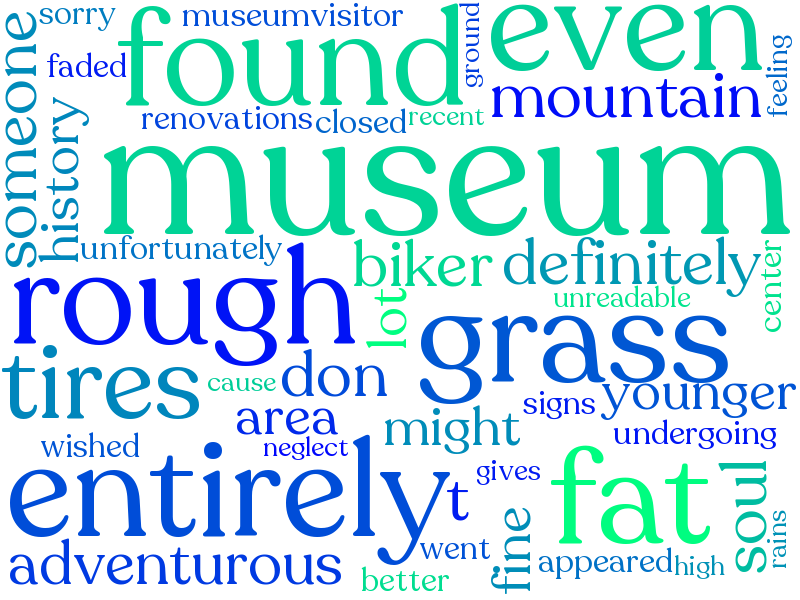 sorry
museumvisitor
found
even
ground
feeling
someone
faded
history
mountain
renovations
closed
recent
museum
unfortunately
biker
definitely
center
rough
lot
unreadable
grass
tires
cause
don
younger
area
signs
might
undergoing
wished
neglect
entirely
t
gives
fat
soul
rains
fine
adventurous
went
appeared
high
better